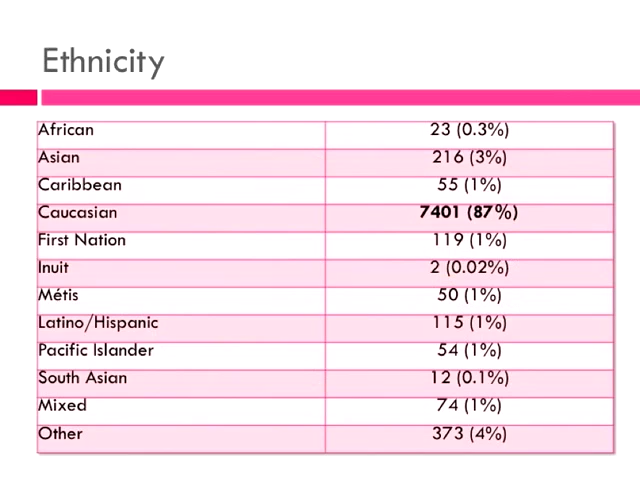 Ethnicity
African 23 (0.3%)
Asian 216 (3%)
Caribbean 55 (1%)
Caucasian 7401 (87%)
First Nation 119 (1%)
Inuit 2 (0.02%)
Métis 50 (1%)
Latino/Hispanic 115 (1%)
Pacific Islander 54 (1%)
South Asian 12 (0.1%)
Mixed 74 (1%)
Other 373 (4%)